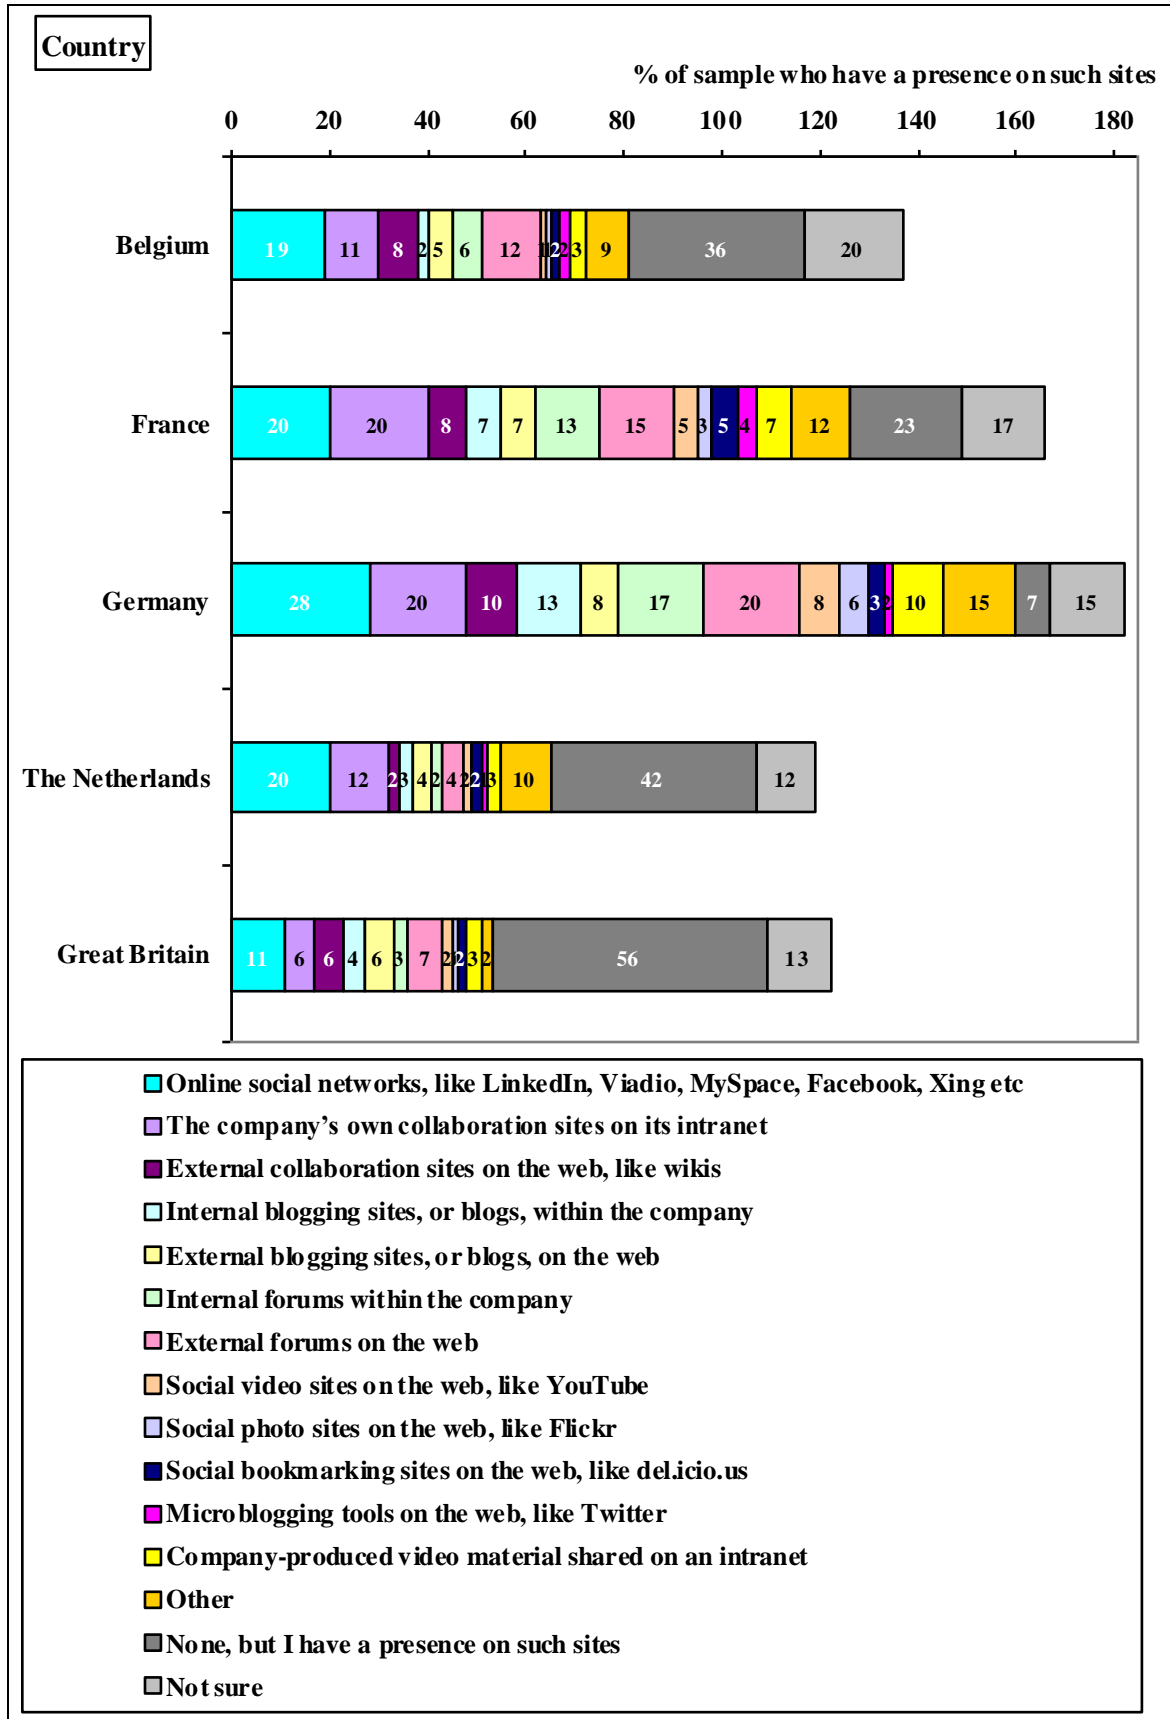 Country
% of sample who have a presence on such sites
0 20 40 60 80 100 120 140 160 180
Belgium 19 11 8 2 5 6 12 1 1 2 2 3 9 36 20
France 20 20 8 7 7 13 15 5 3 5 4 7 12 23 17
Germany 28 20 10 13 8 17 20 8 6 3 2 10 15 7 15
The Netherlands 20 12 2 3 4 2 4 2 2 1 3 10 42 12
Great Britain 11 6 6 4 6 3 7 2 2 3 2 56 13
Online social networks, like LinkedIn, Viadio, MySpace, Facebook, Xing etc
The company’s own collaboration sites on its intranet
External collaboration sites on the web, like wikis
Internal blogging sites, or blogs, within the company
External blogging sites, or blogs, on the web
Internal forums within the company
External forums on the web
Social video sites on the web, like YouTube
Social photo sites on the web, like Flickr
Social bookmarking sites on the web, like del.icio.us
Microblogging tools on the web, like Twitter
Company-produced video material shared on an intranet
Other
None, but I have a presence on such sites
Not sure